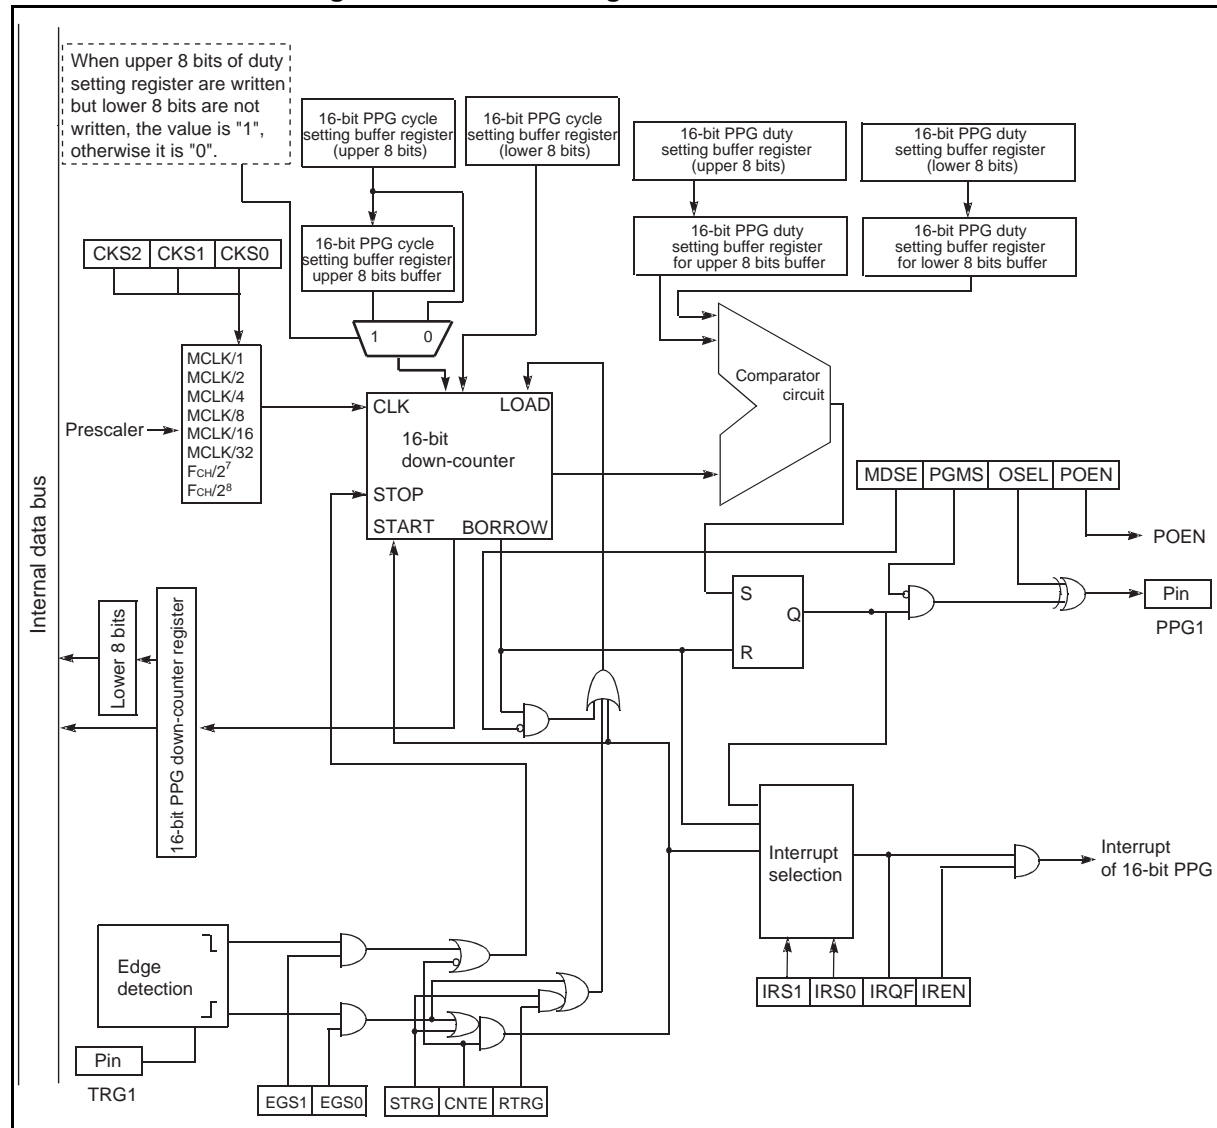 When upper 8 bits of duty
setting register are written
but lower 8 bits are not
written, the value is "1",
otherwise it is "0".
16-bit PPG cycle
setting buffer register
(upper 8 bits)
16-bit PPG cycle
setting buffer register
(lower 8 bits)
16-bit PPG duty
setting buffer register
(upper 8 bits)
16-bit PPG duty
setting buffer register
(lower 8 bits)
16-bit PPG cycle
setting buffer register
upper 8 bits buffer
16-bit PPG duty
setting buffer register
for upper 8 bits buffer
16-bit PPG duty
setting buffer register
for lower 8 bits buffer
CKS2 CKS1 CKS0
1 0
MCLK/1
MCLK/2
MCLK/4
MCLK/8
MCLK/16
MCLK/32
FCH/2⁷
FCH/2⁸
Prescaler
CLK LOAD
16-bit
down-counter
STOP
START BORROW
Comparator
circuit
MDSE PGMS OSEL POEN
POEN
Pin
PPG1
S
Q
R
Internal data bus
Lower 8 bits
16-bit PPG down-counter register
Interrupt
selection
Interrupt
of 16-bit PPG
IRS1 IRS0 IRQF IREN
Edge
detection
Pin
TRG1
EGS1 EGS0
STRG CNTE RTRG